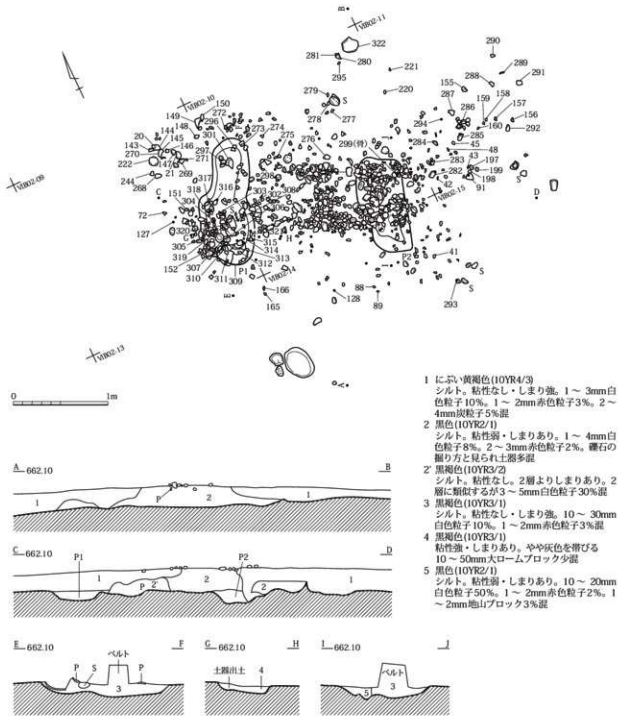 B
VIB02-11
322
281
280
295
221
220
279
278
S
277
290
289
288
291
155
287
286
159
158
157
156
160
292
285
294
45
48
284
43
283
197
282
199
42
198
91
S
VIB02-15
D
VIB02-10
150
149
272
296
148
301
273
274
275
276
299(骨)
20
144
143
145
270
146
222
147
271
21
269
297
244
268
317
318
316
298
303
302
308
306
151
304
C
72
127
320
G
305
319
152
307
310
311
309
P1
315
314
313
312
H
VIB02-14
166
165
E
VIB02-09
VIB02-13
P2
41
88
89
128
S
S
293
A
0
1m
1 にぶい黄褐色(10YR4/3)
シルト。粘性なし・しまり強。1～3mm白
色粒子10%。1～2mm赤色粒子3%。2～
4mm炭粒子5%混
2 黒色(10YR2/1)
シルト。粘性弱・しまりあり。1～4mm白
色粒子8%。2～3mm赤色粒子2%。礫石の
掘り方と見られ土器多混
2' 黒褐色(10YR3/2)
シルト。粘性なし。2層よりしまりあり。2
層に類似するが3～5mm白色粒子30%混
3 黒褐色(10YR3/1)
シルト。粘性なし・しまり強。10～30mm
白色粒子10%。1～2mm赤色粒子3%混
4 黒褐色(10YR3/1)
粘性強・しまりあり。やや灰色を帯びる
10～50mm大ロームブロック少混
5 黒色(10YR2/1)
シルト。粘性弱・しまりあり。10～20mm
白色粒子50%。1～2mm赤色粒子2%。1
～2mm地山ブロック3%混
A 662.10 B
1 P 2 1
C 662.10 D
P1 P2
1 P 2' 2 2 1
E 662.10 F
P S ベルト P
3
G 662.10 H
土器出土 4
I 662.10 J
ベルト
5 3